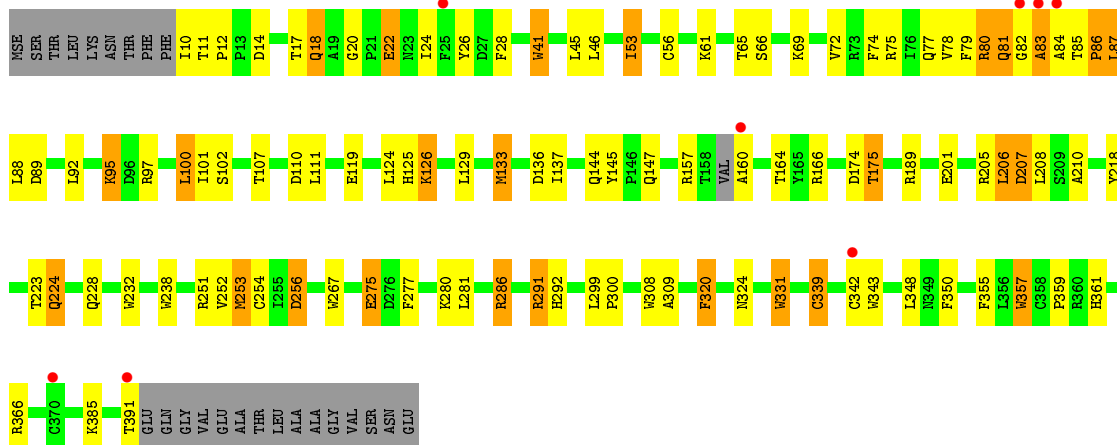 MSE SER THR LEU LYS ASN THR PHE PHE I10 T11 P12 P13 D14 T17 Q18 A19 G20 P21 E22 N23 I24 F25 Y26 D27 F28 W41 L45 L46 I53 C56 K61 T65 S66 K69 V72 R73 F74 R75 I76 Q77 V78 F79 R80 Q81 G82 A83 A84 T85 P86 L87
L88 D89 L92 K95 D96 R97 L100 I101 S102 T107 D110 L111 E119 L124 H125 K126 L129 M133 D136 I137 Q144 Y145 P146 Q147 R157 T158 VAL A160 T164 Y165 R166 D174 T175 R189 E201 R205 L206 D207 L208 S209 A210 Y218
T223 Q224 Q228 W232 W238 R251 V252 M253 C254 I255 D256 W267 E275 D276 F277 K280 L281 R286 R291 H292 L299 P300 W308 A309 F320 N324 W331 C339 C342 W343 L348 N349 F350 F355 L356 W357 C358 P359 R360 H361
R366 C370 K385 T391 GLU GLN GLY VAL GLU ALA THR LEU ALA ALA GLY VAL SER ASN GLU